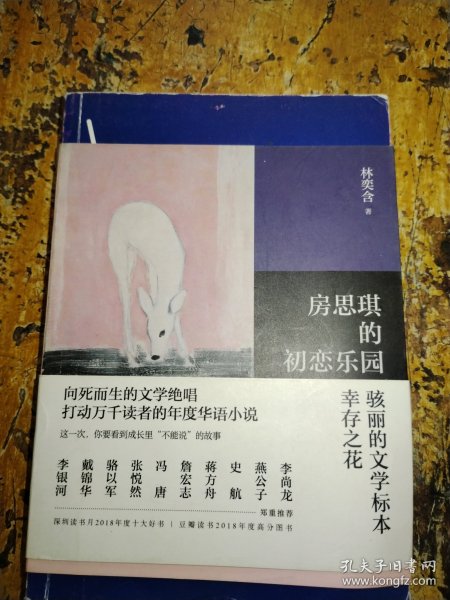 林奕含
著
房思琪
的
初恋乐园
向死而生的文学绝唱
打动万千读者的年度华语小说
这一次，你要看到成长里“不能说”的故事
骇丽的文学标本
幸存之花
李银河
戴锦华
骆以军
张悦然
冯唐
詹宏志
蒋方舟
史航
燕公子
李尚龙
郑重推荐
深圳读书月2018年度十大好书 | 豆瓣读书2018年度高分图书
孔夫子旧书网
www.kongfz.com